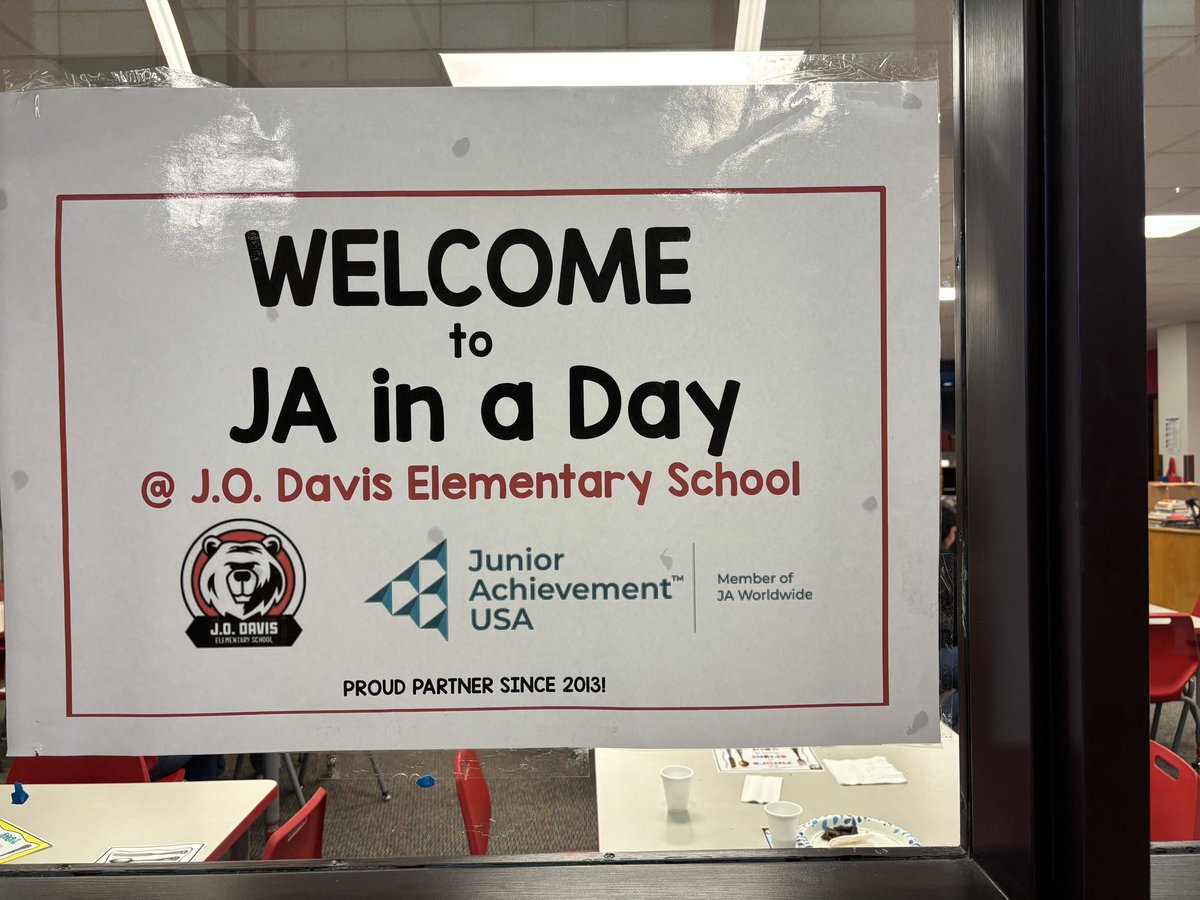 WELCOME
to
JA in a Day
@ J.O. Davis Elementary School
J.O. DAVIS
ELEMENTARY SCHOOL
Junior
Achievement™
USA
Member of
JA Worldwide
PROUD PARTNER SINCE 2013!